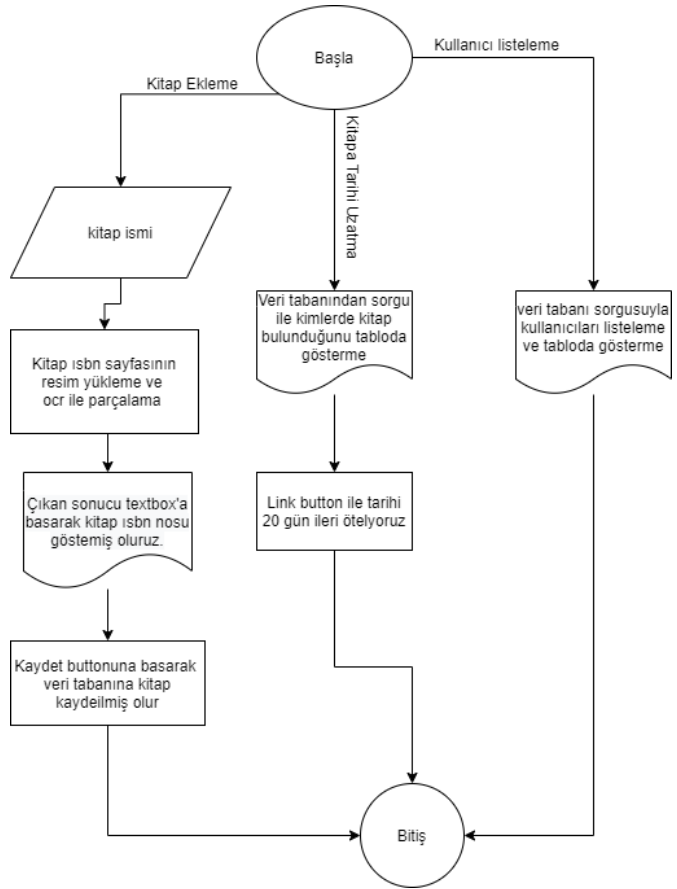 Başla
Kitap Ekleme
Kitapa Tarihi Uzatma
Kullanıcı listeleme
kitap ismi
Kitap ısbn sayfasının
resim yükleme ve
ocr ile parçalama
Çıkan sonucu textbox'a
basarak kitap ısbn nosu
göstemiş oluruz.
Kaydet buttonuna basarak
veri tabanına kitap
kaydeilmiş olur
Veri tabanından sorgu
ile kimlerde kitap
bulunduğunu tabloda
gösterme
Link button ile tarihi
20 gün ileri ötelyoruz
veri tabanı sorgusuyla
kullanıcıları listeleme
ve tabloda gösterme
Bitiş